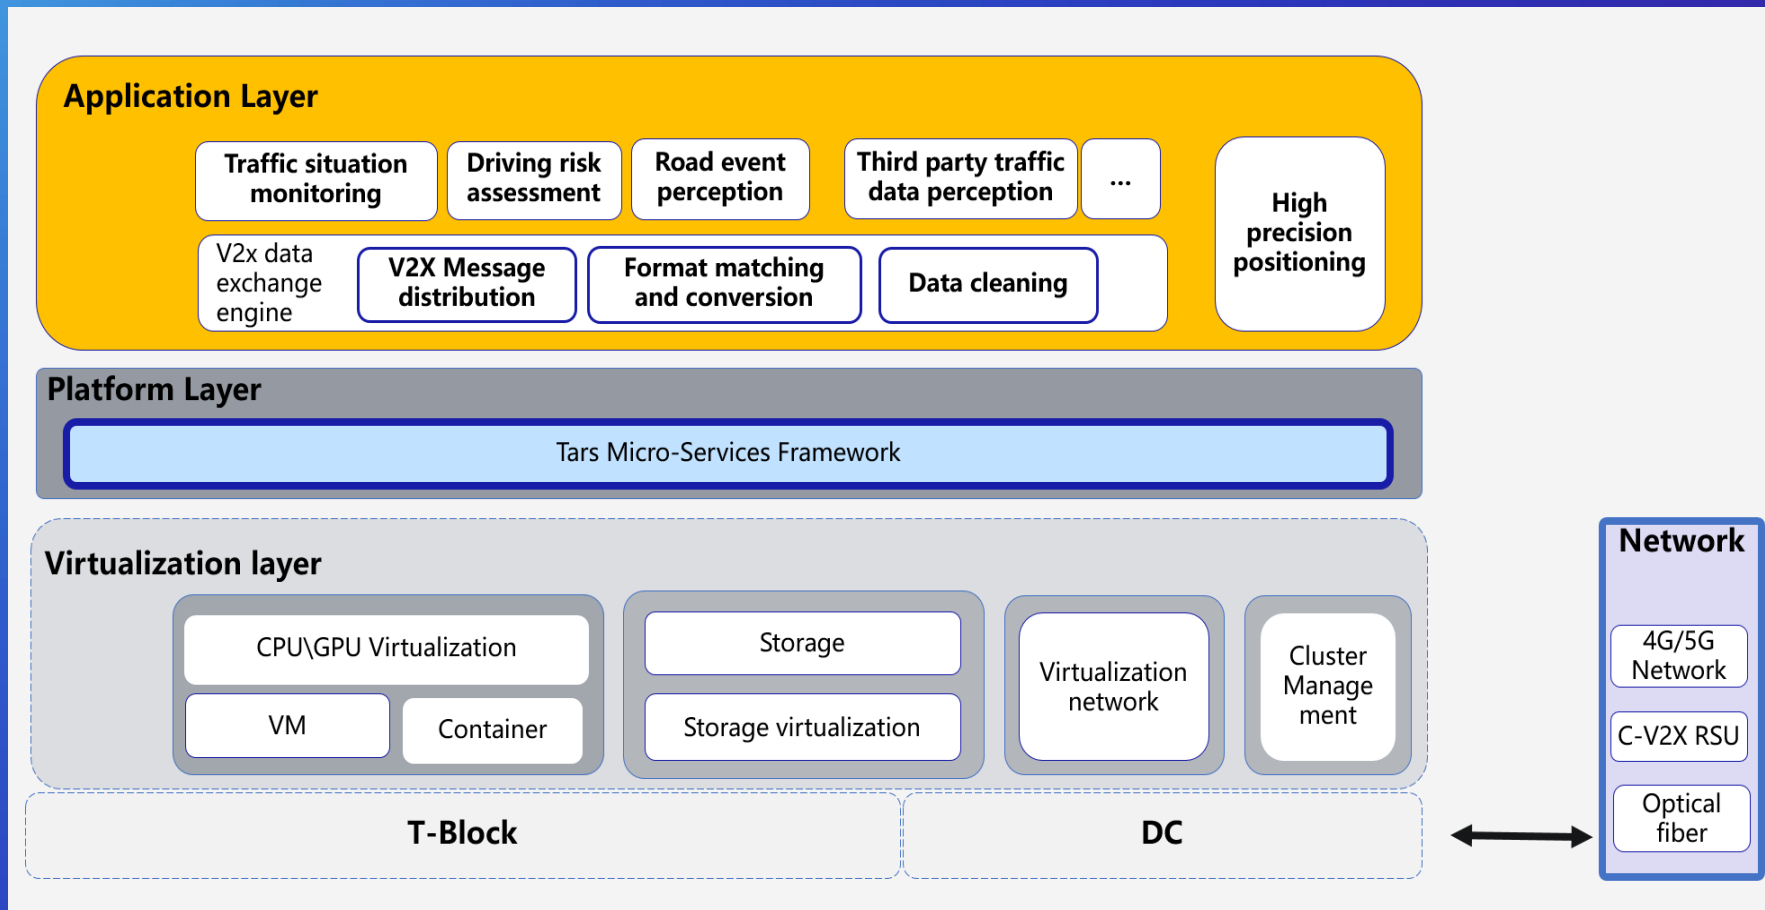 Application Layer
Traffic situation
monitoring
Driving risk
assessment
Road event
perception
Third party traffic
data perception
...
High
precision
positioning
V2x data
exchange
engine
V2X Message
distribution
Format matching
and conversion
Data cleaning
Platform Layer
Tars Micro-Services Framework
Virtualization layer
CPU\GPU Virtualization
VM
Container
Storage
Storage virtualization
Virtualization
network
Cluster
Manage
ment
T-Block
DC
Network
4G/5G
Network
C-V2X RSU
Optical
fiber